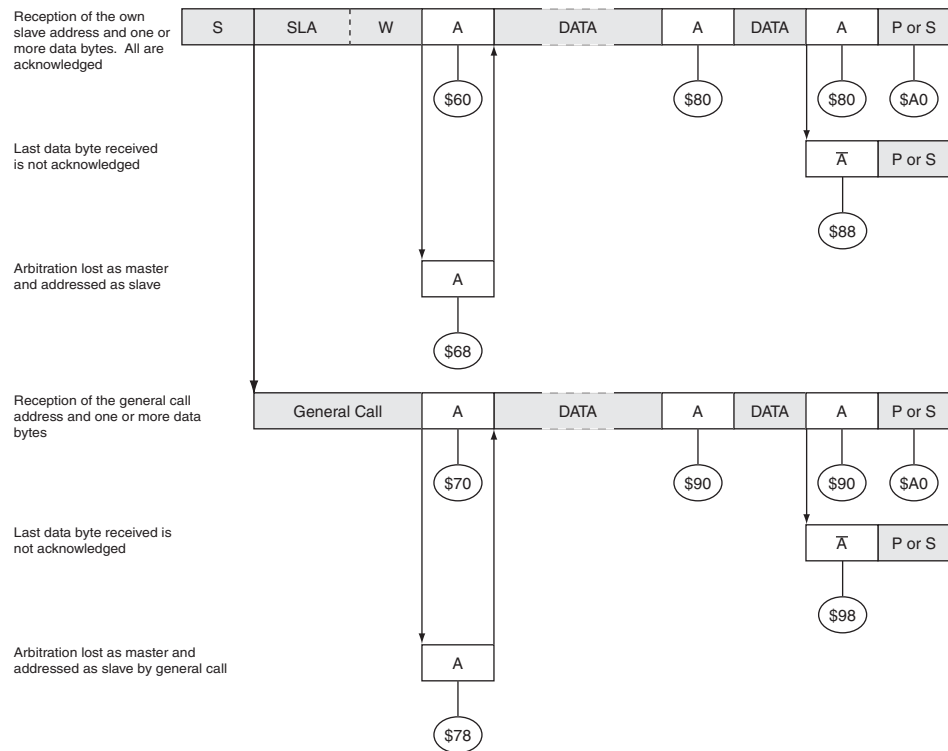 Reception of the own
slave address and one or
more data bytes. All are
acknowledged
S SLA W A DATA A DATA A P or S
$60 $80 $80 $A0
Last data byte received
is not acknowledged
A̅ P or S
$88
Arbitration lost as master
and addressed as slave
A
$68
Reception of the general call
address and one or more data
bytes
General Call A DATA A DATA A P or S
$70 $90 $90 $A0
Last data byte received is
not acknowledged
A̅ P or S
$98
Arbitration lost as master and
addressed as slave by general call
A
$78